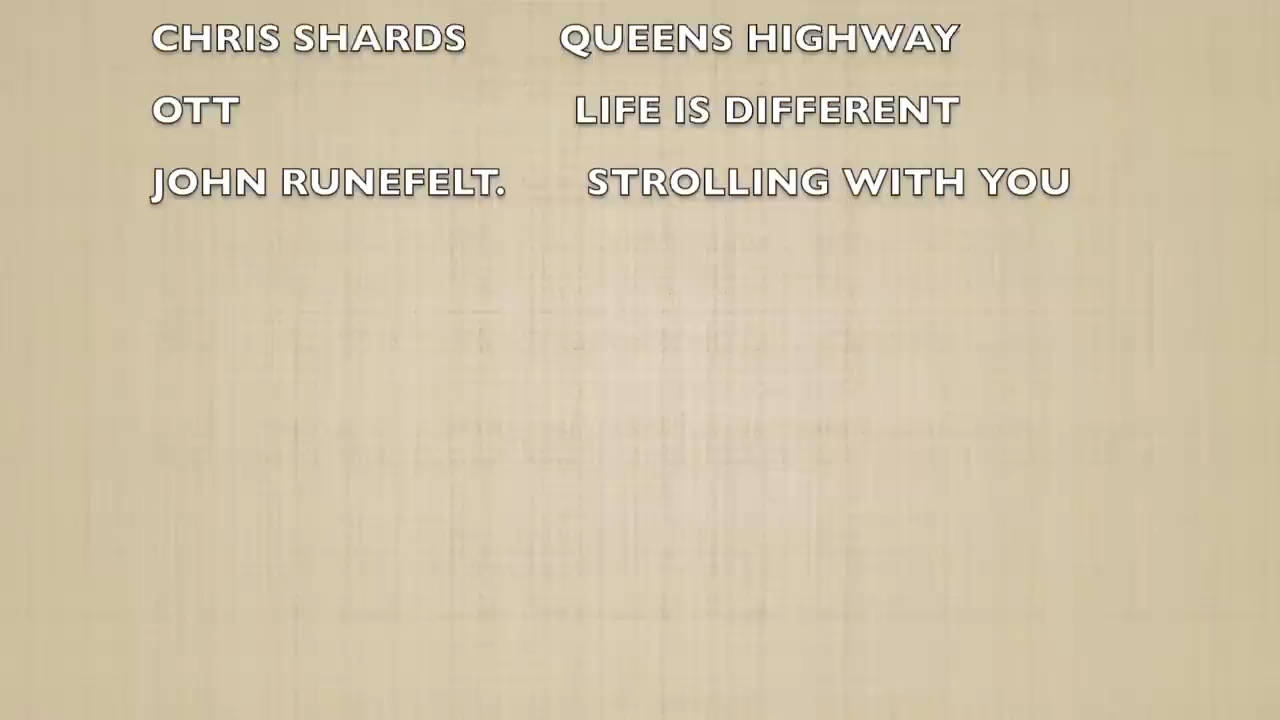 CHRIS SHARDS QUEENS HIGHWAY
OTT LIFE IS DIFFERENT
JOHN RUNEFELT. STROLLING WITH YOU